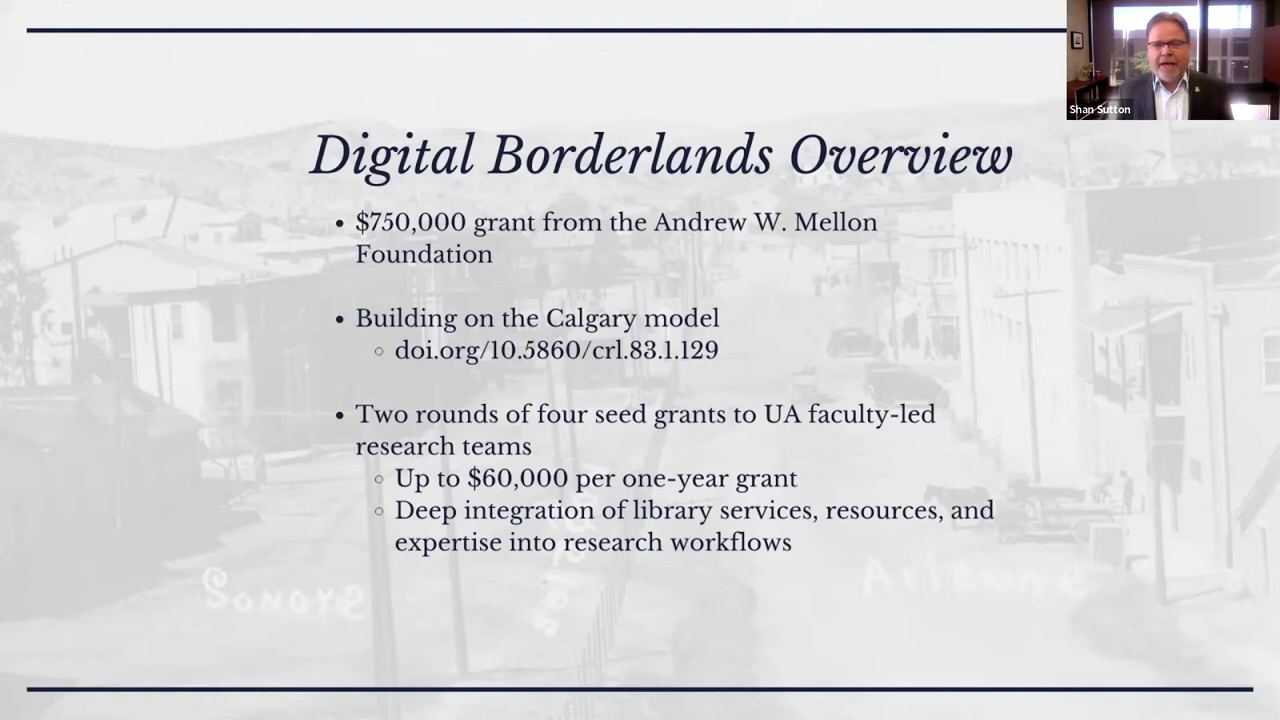 Shan Sutton
Digital Borderlands Overview
• $750,000 grant from the Andrew W. Mellon
Foundation
• Building on the Calgary model
◦ doi.org/10.5860/crl.83.1.129
• Two rounds of four seed grants to UA faculty-led
research teams
◦ Up to $60,000 per one-year grant
◦ Deep integration of library services, resources, and
expertise into research workflows
Sonora
Arizona